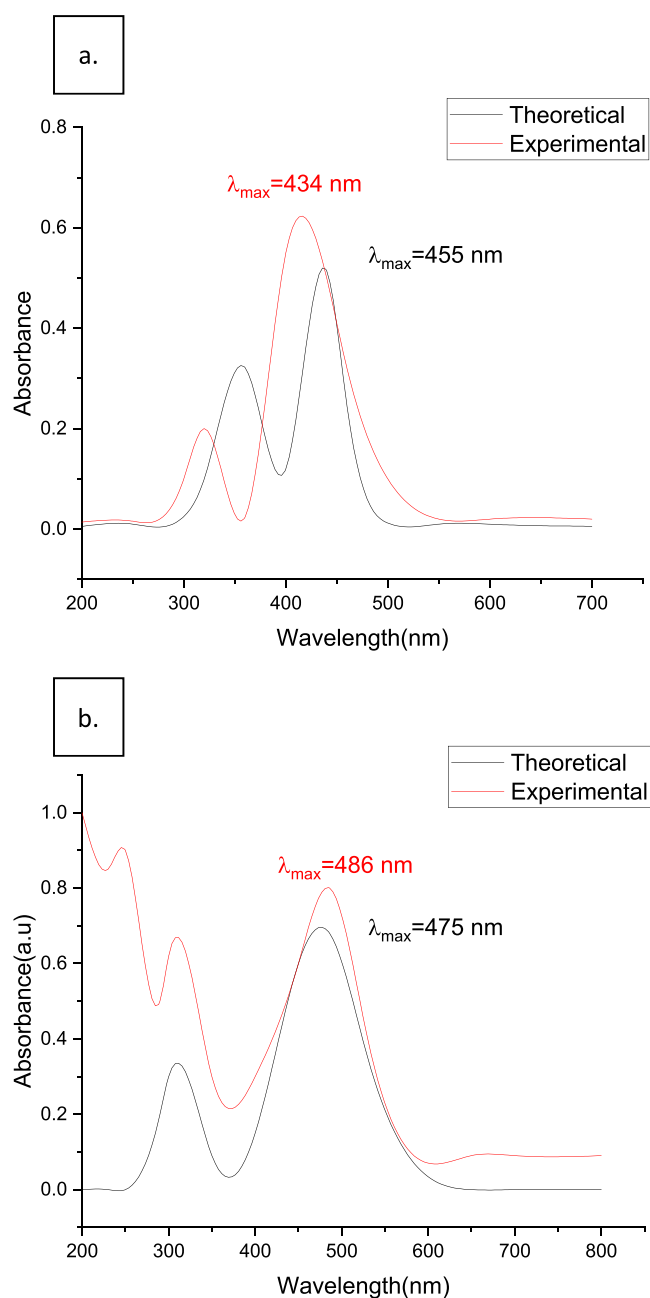 a.
Theoretical
Experimental
0.8
λmax=434 nm
0.6
λmax=455 nm
Absorbance
0.4
0.2
0.0
200 300 400 500 600 700
Wavelength(nm)
b.
Theoretical
Experimental
1.0
λmax=486 nm
0.8
λmax=475 nm
Absorbance(a.u)
0.6
0.4
0.2
0.0
200 300 400 500 600 700 800
Wavelength(nm)